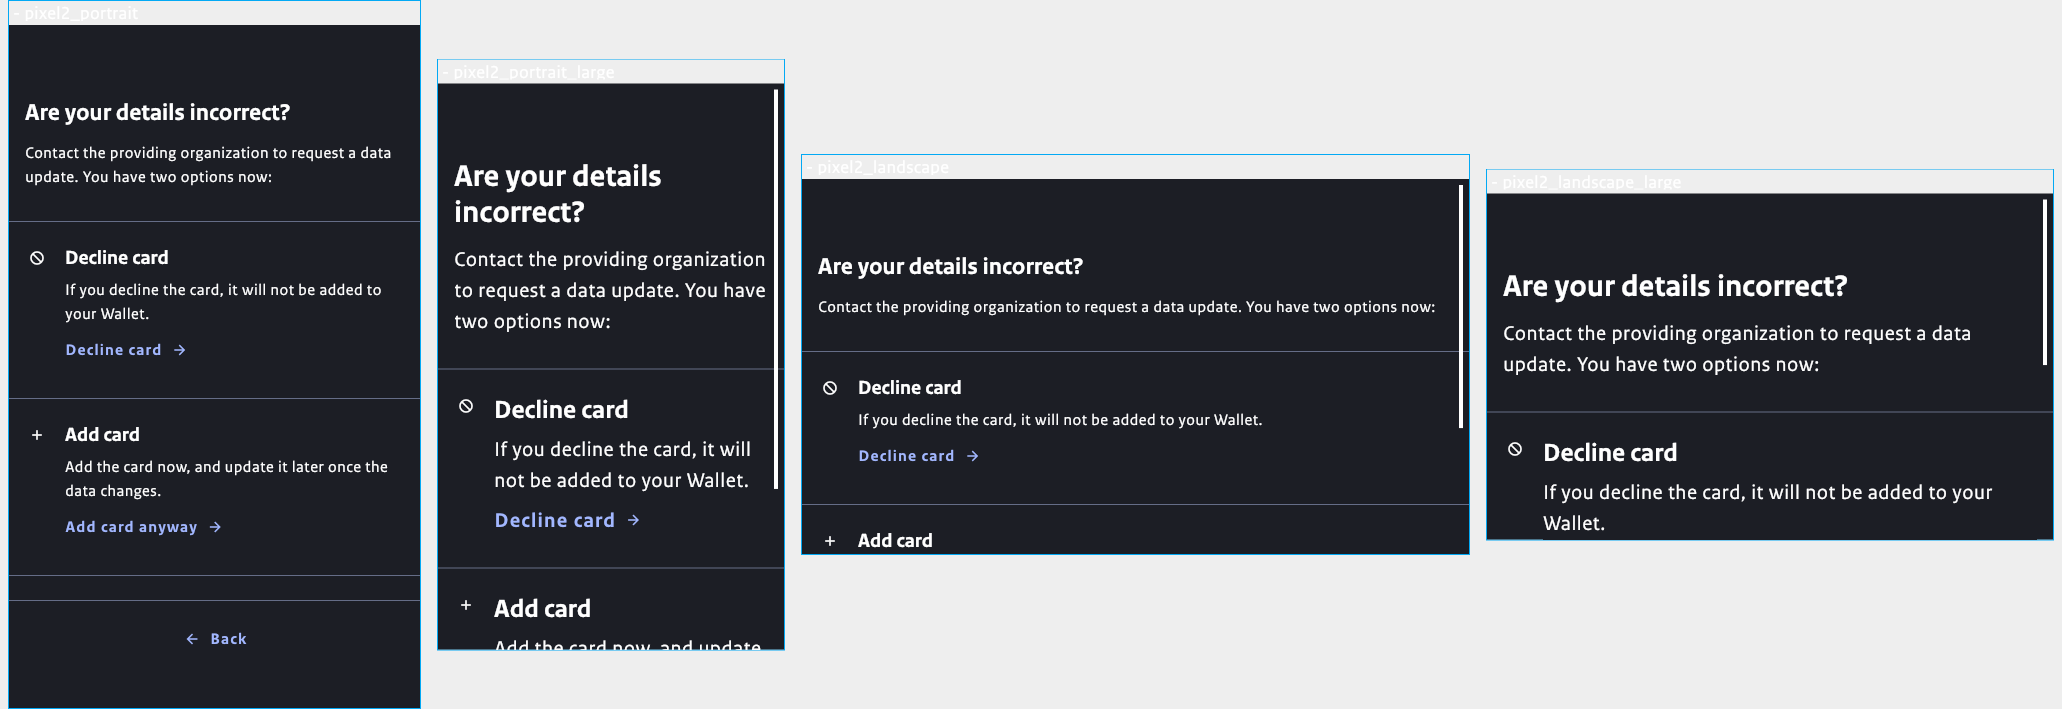 - pixel2_portrait
Are your details incorrect?
Contact the providing organization to request a data
update. You have two options now:
Decline card
If you decline the card, it will not be added to
your Wallet.
Decline card →
+ Add card
Add the card now, and update it later once the
data changes.
Add card anyway →
← Back
- pixel2_portrait_large
Are your details
incorrect?
Contact the providing organization
to request a data update. You have
two options now:
Decline card
If you decline the card, it will
not be added to your Wallet.
Decline card →
+ Add card
Add the card now, and update
- pixel2_landscape
Are your details incorrect?
Contact the providing organization to request a data update. You have two options now:
Decline card
If you decline the card, it will not be added to your Wallet.
Decline card →
+ Add card
- pixel2_landscape_large
Are your details incorrect?
Contact the providing organization to request a data
update. You have two options now:
Decline card
If you decline the card, it will not be added to your
Wallet.